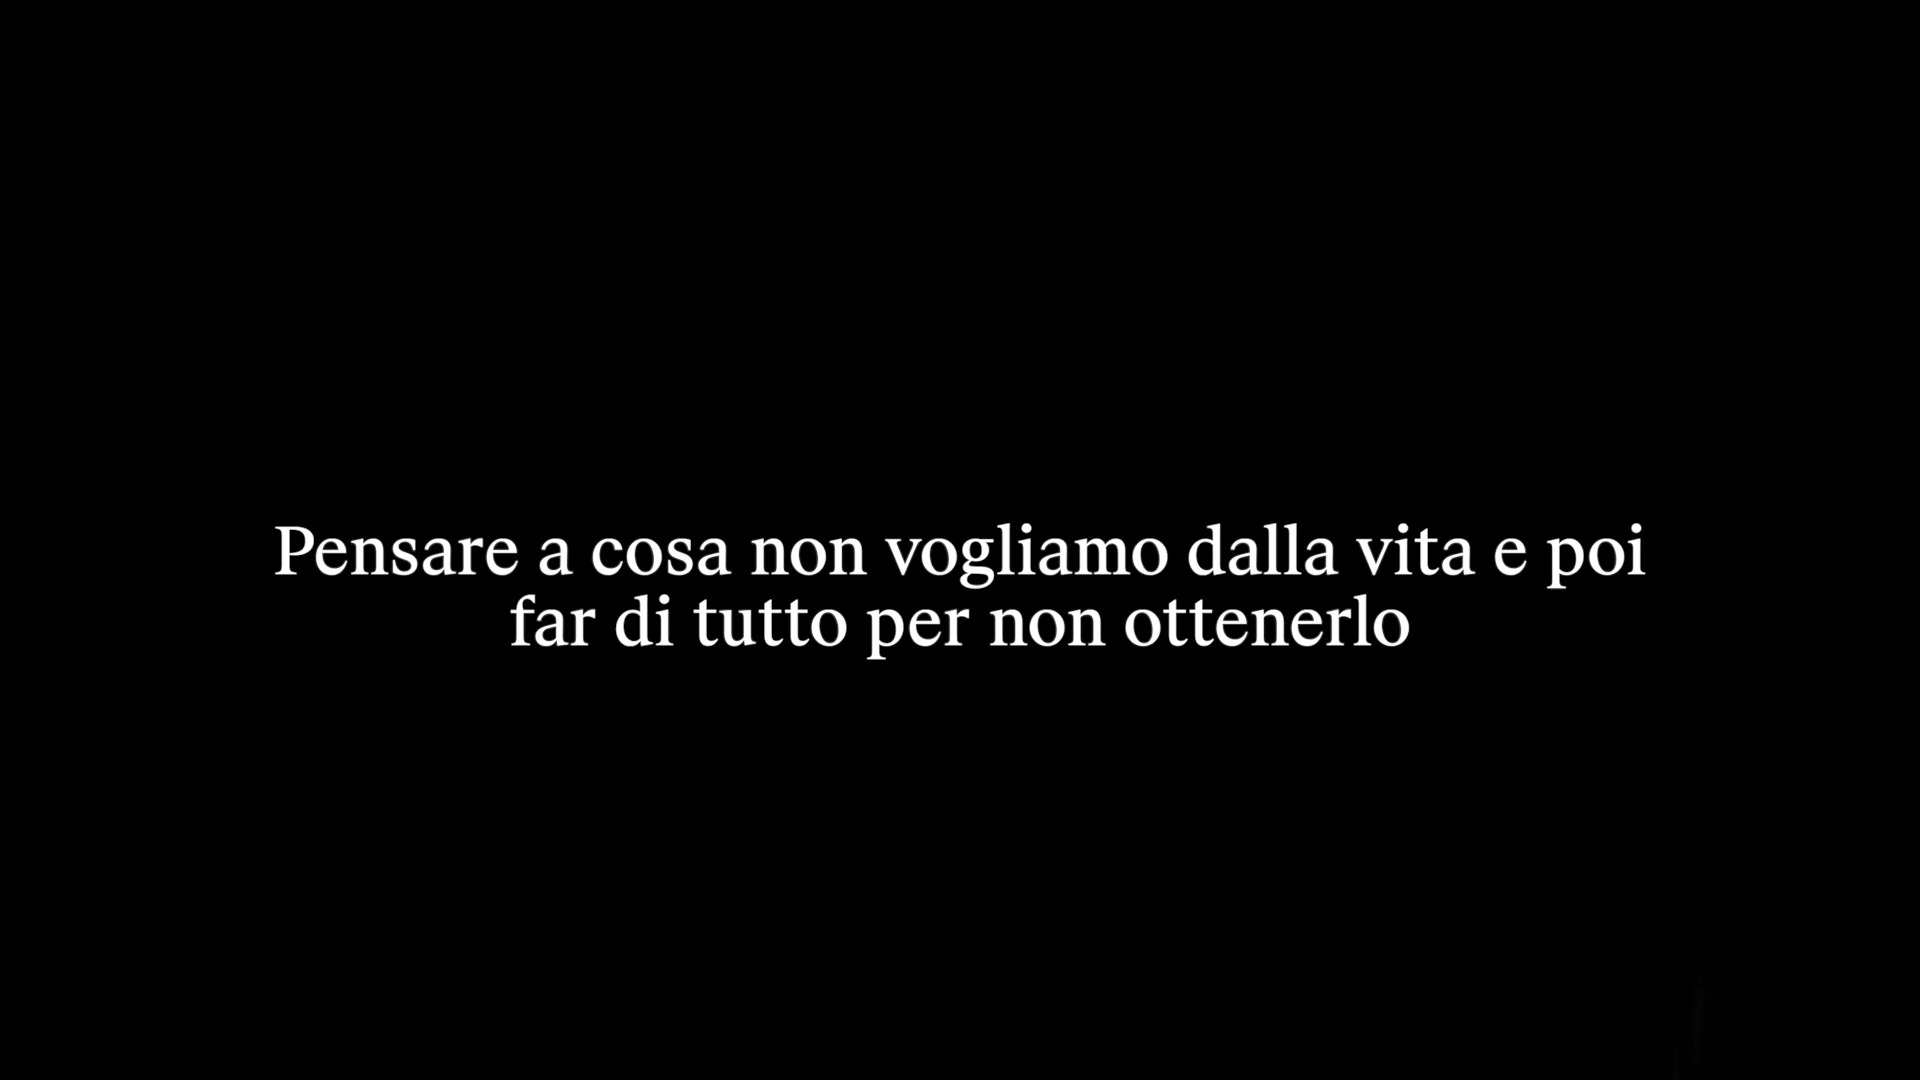 Pensare a cosa non vogliamo dalla vita e poi
far di tutto per non ottenerlo